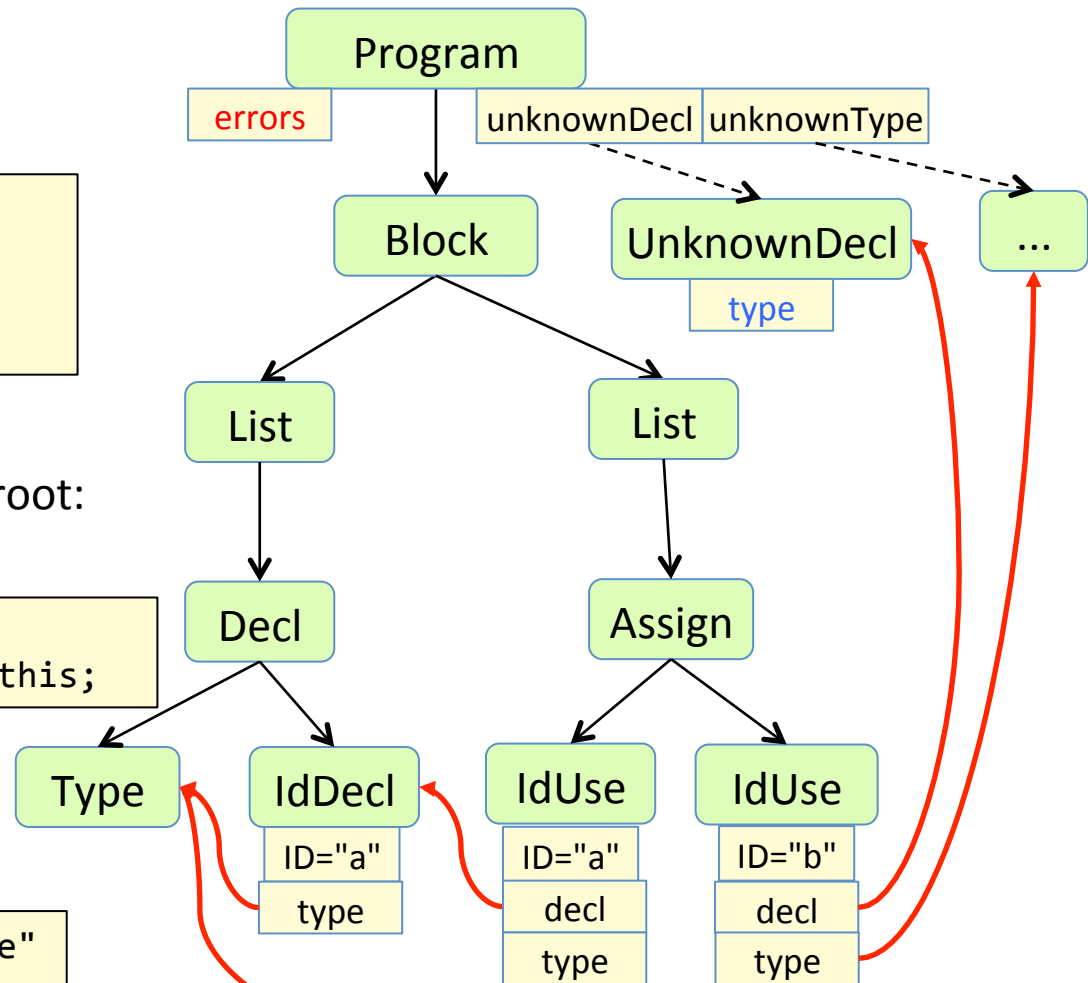 Program
errors
unknownDecl
unknownType
Block
UnknownDecl
...
type
List
List
root:
Decl
Assign
this;
Type
IdDecl
IdUse
IdUse
ID="a"
ID="a"
ID="b"
type
decl
decl
e"
type
type